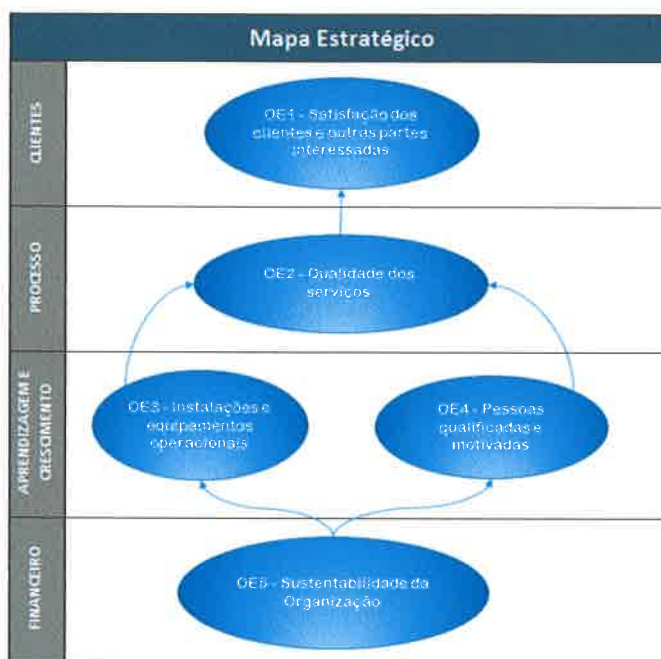 Mapa Estratégico
CLIENTES
OE1 - Satisfação dos
clientes e outras partes
interessadas
PROCESSO
OE2 - Qualidade dos
serviços
APRENDIZAGEM E
CRESCIMENTO
OE3 - Instalações e
equipamentos
operacionais
OE4 - Pessoas
qualificadas e
motivadas
FINANCEIRO
OE5 - Sustentabilidade da
Organização